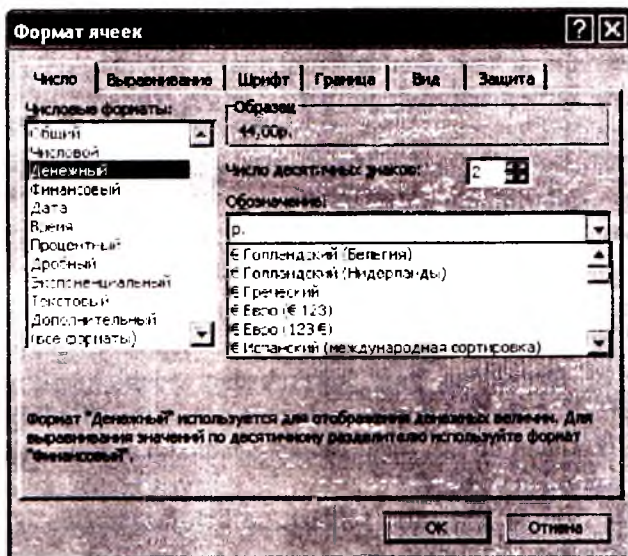 Формат ячеек
Число Выравнивание Шрифт Граница Вид Защита
Числовые форматы:
Общий
Числовой
Денежный
Финансовый
Дата
Время
Процентный
Дробный
Экспоненциальный
Текстовый
Дополнительный
(все форматы)
Образец
44,00р.
Число десятичных знаков: 2
Обозначение:
р.
€ Голландский (Бельгия)
€ Голландский (Нидерланды)
€ Греческий
€ Евро (€ 123)
€ Евро (123 €)
€ Испанский (международная сортировка)
Формат "Денежный" используется для отображения денежных величин. Для
выравнивания значений по десятичному разделителю используйте формат
"Финансовый".
ОК Отмена